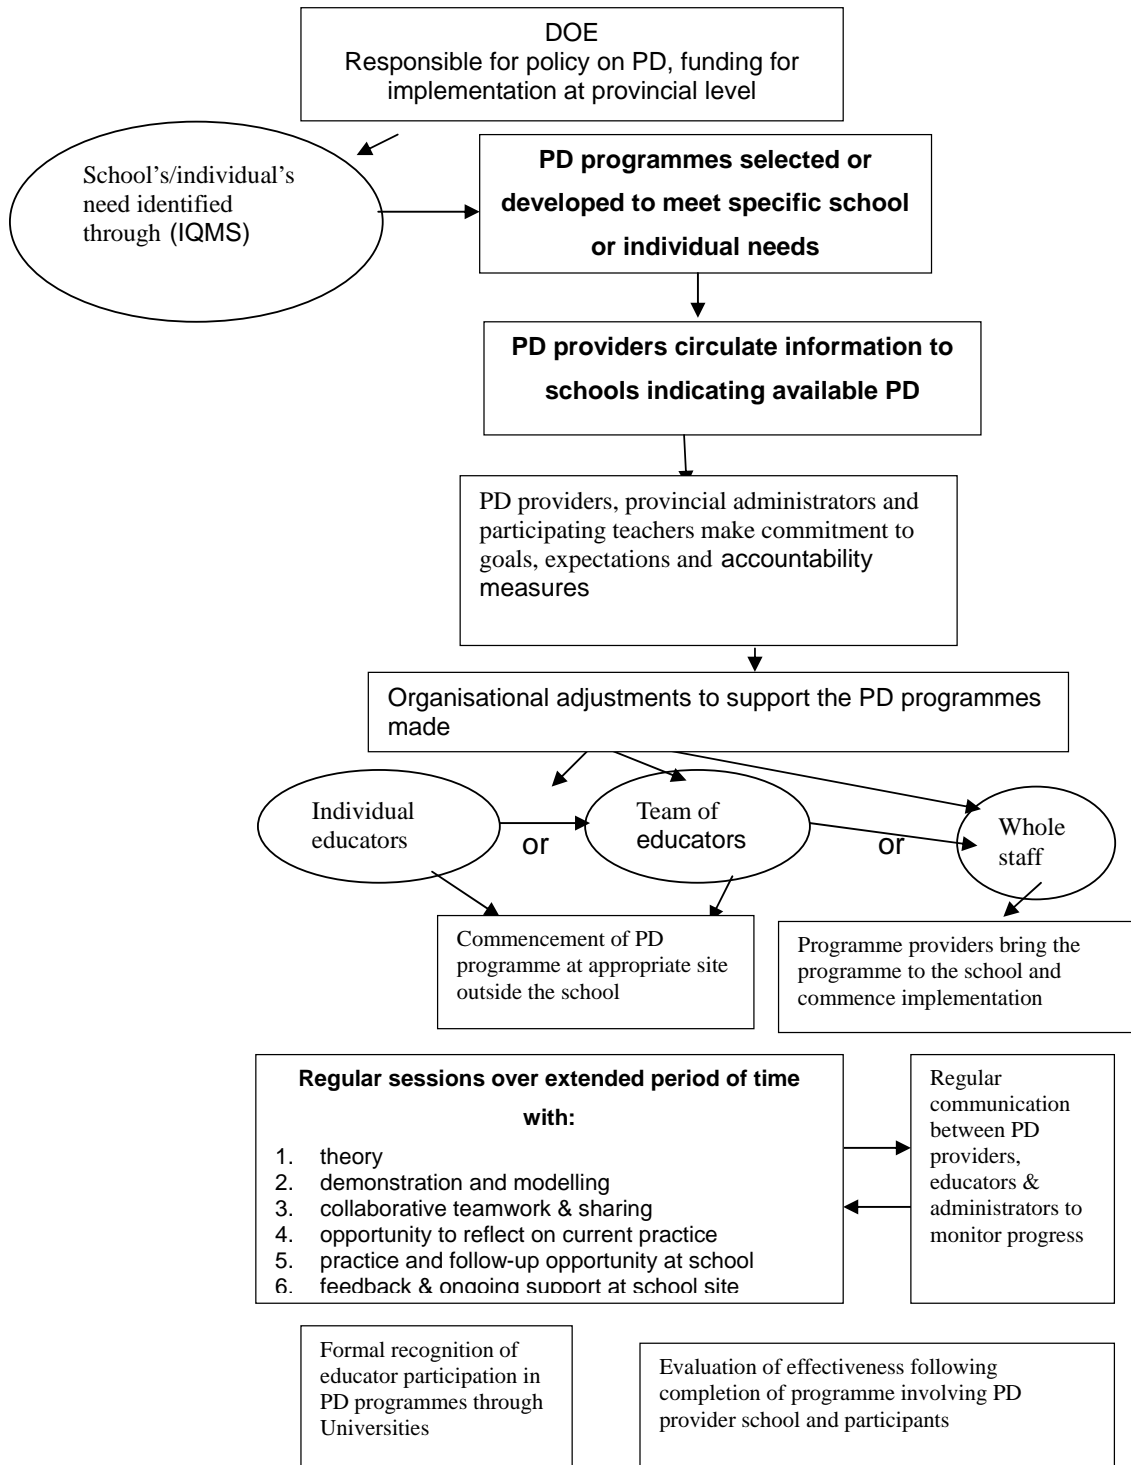 DOE
Responsible for policy on PD, funding for
implementation at provincial level
School’s/individual’s
need identified
through (IQMS)
PD programmes selected or
developed to meet specific school
or individual needs
PD providers circulate information to
schools indicating available PD
PD providers, provincial administrators and
participating teachers make commitment to
goals, expectations and accountability
measures
Organisational adjustments to support the PD programmes
made
Individual
educators
or
Team of
educators
or
Whole
staff
Commencement of PD
programme at appropriate site
outside the school
Programme providers bring the
programme to the school and
commence implementation
Regular sessions over extended period of time
with:
1. theory
2. demonstration and modelling
3. collaborative teamwork & sharing
4. opportunity to reflect on current practice
5. practice and follow-up opportunity at school
6. feedback & ongoing support at school site
Regular
communication
between PD
providers,
educators &
administrators to
monitor progress
Formal recognition of
educator participation in
PD programmes through
Universities
Evaluation of effectiveness following
completion of programme involving PD
provider school and participants